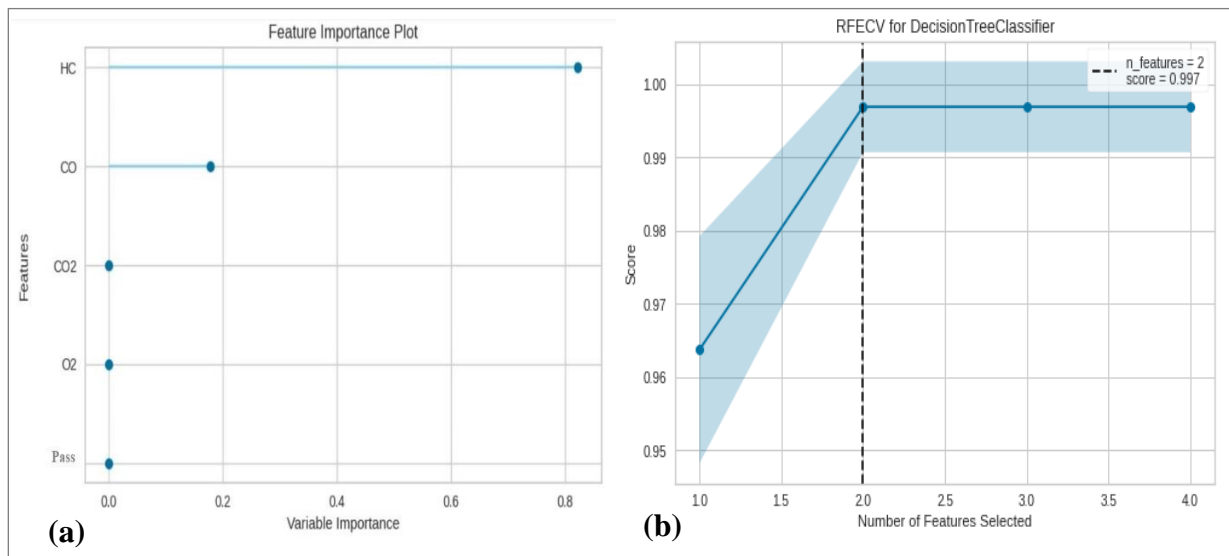 Feature Importance Plot
HC
CO
CO2
O2
Pass
Features
0.0 0.2 0.4 0.6 0.8
Variable Importance
(a)
RFECV for DecisionTreeClassifier
n_features = 2
score = 0.997
1.00
0.99
0.98
0.97
0.96
0.95
Score
1.0 1.5 2.0 2.5 3.0 3.5 4.0
Number of Features Selected
(b)